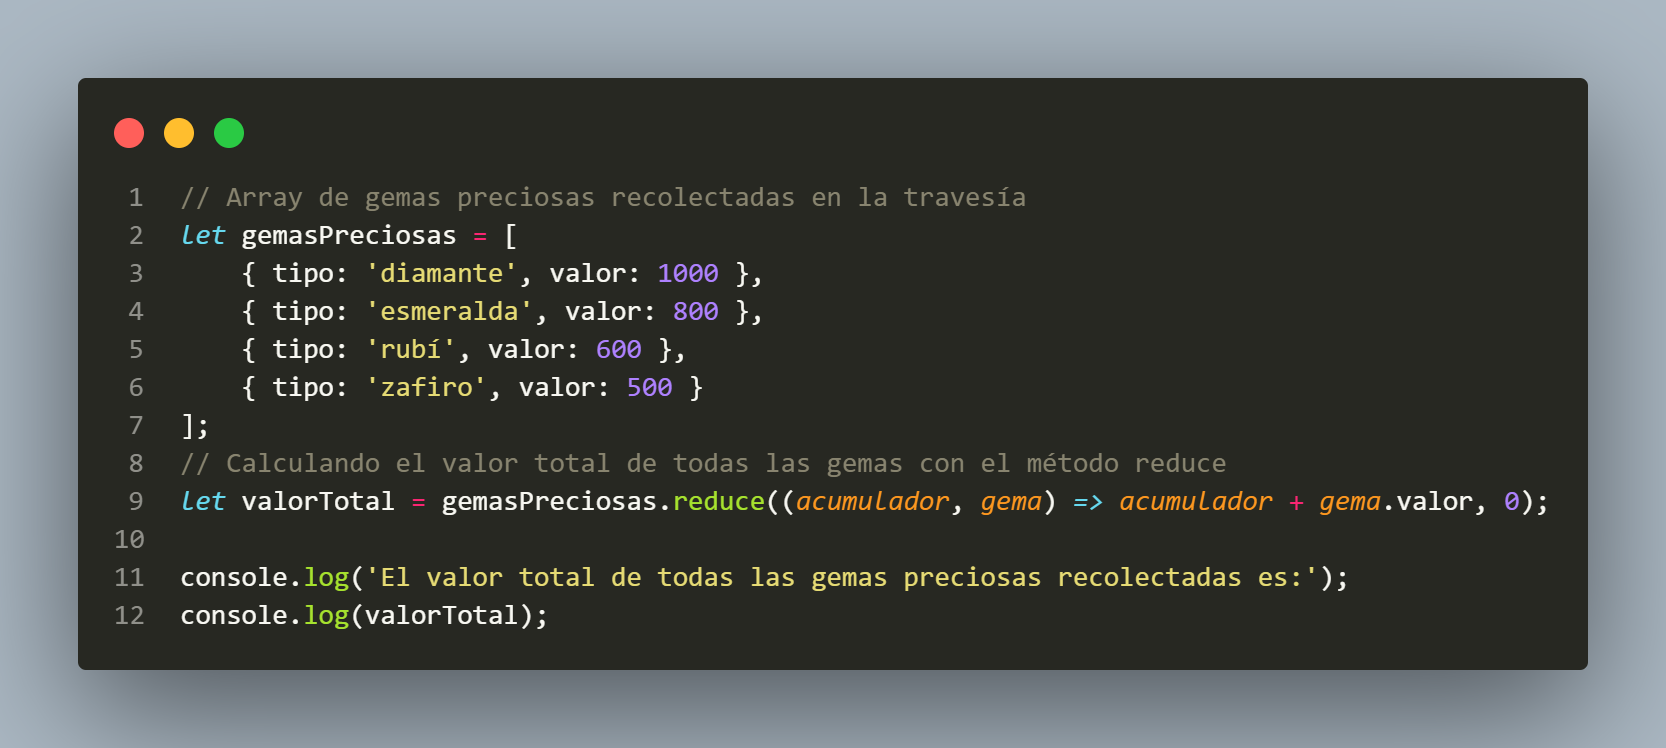 1 // Array de gemas preciosas recolectadas en la travesía
2 let gemasPreciosas = [
3     { tipo: 'diamante', valor: 1000 },
4     { tipo: 'esmeralda', valor: 800 },
5     { tipo: 'rubí', valor: 600 },
6     { tipo: 'zafiro', valor: 500 }
7 ];
8 // Calculando el valor total de todas las gemas con el método reduce
9 let valorTotal = gemasPreciosas.reduce((acumulador, gema) => acumulador + gema.valor, 0);
10
11 console.log('El valor total de todas las gemas preciosas recolectadas es:');
12 console.log(valorTotal);